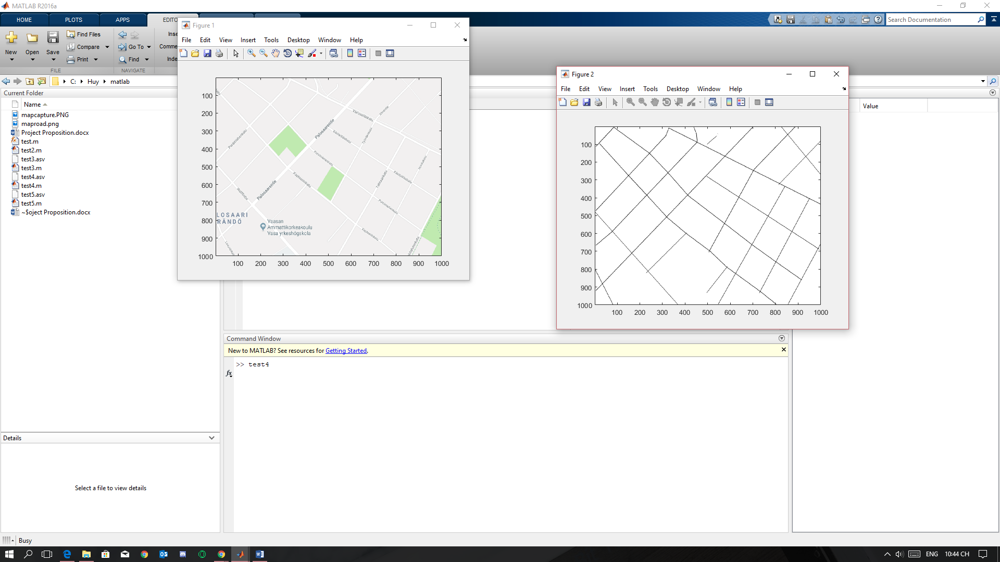 MATLAB R2016a
HOME PLOTS APPS EDITO
Search Documentation
New Open Save
Find Files
Compare
Print
Go To
Find
Inse
Comme
Inde
FILE NAVIGATE
C: Huy matlab
Current Folder
Name
mapcapture.PNG
maproad.png
Project Proposition.docx
test.m
test2.m
test3.asv
test3.m
test4.asv
test4.m
test5.asv
test5.m
~$oject Proposition.docx
Details
Select a file to view details
Busy
Figure 1
File Edit View Insert Tools Desktop Window Help
100
200
300
400
500
600
700
800
900
1000
100 200 300 400 500 600 700 800 900 1000
Palosaarentie
Palosaarentie
Wolffintie
Kapteeninkatu
LOSAARI
RÄNDÖ
Vaasan
Ammattikorkeakoulu
Vasa yrkeshögskola
Figure 2
File Edit View Insert Tools Desktop Window Help
100
200
300
400
500
600
700
800
900
1000
100 200 300 400 500 600 700 800 900 1000
Value
Command Window
New to MATLAB? See resources for Getting Started.
>> test4
fx
ENG 10:44 CH